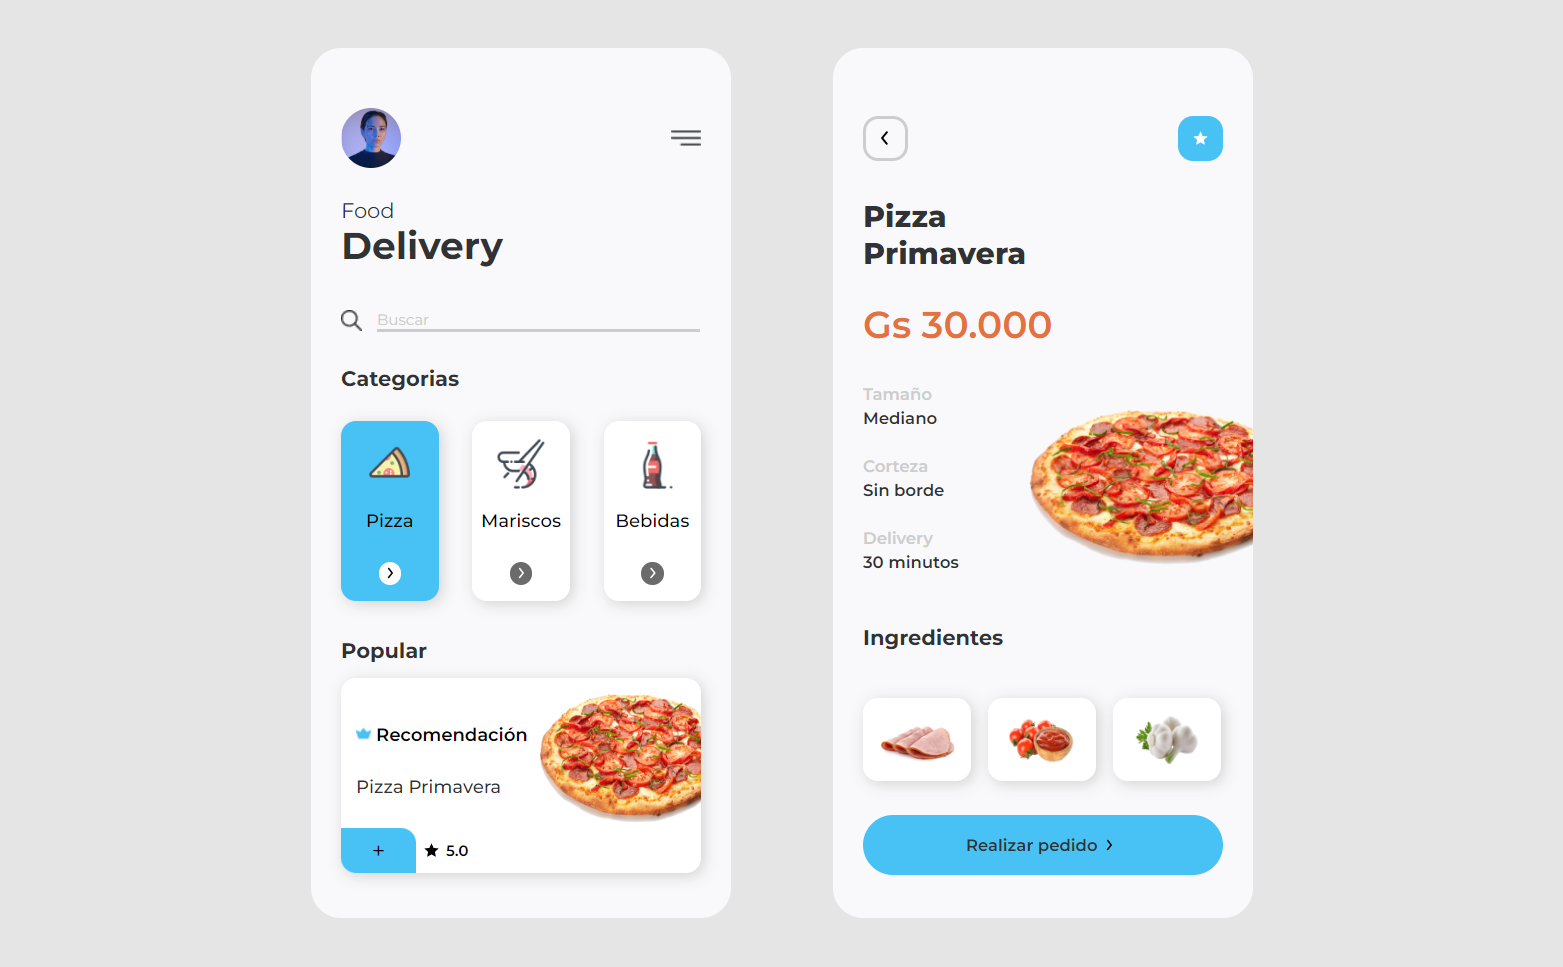 Food
Delivery
Buscar
Categorias
Pizza
Mariscos
Bebidas
Popular
Recomendación
Pizza Primavera
+
5.0
Pizza
Primavera
Gs 30.000
Tamaño
Mediano
Corteza
Sin borde
Delivery
30 minutos
Ingredientes
Realizar pedido